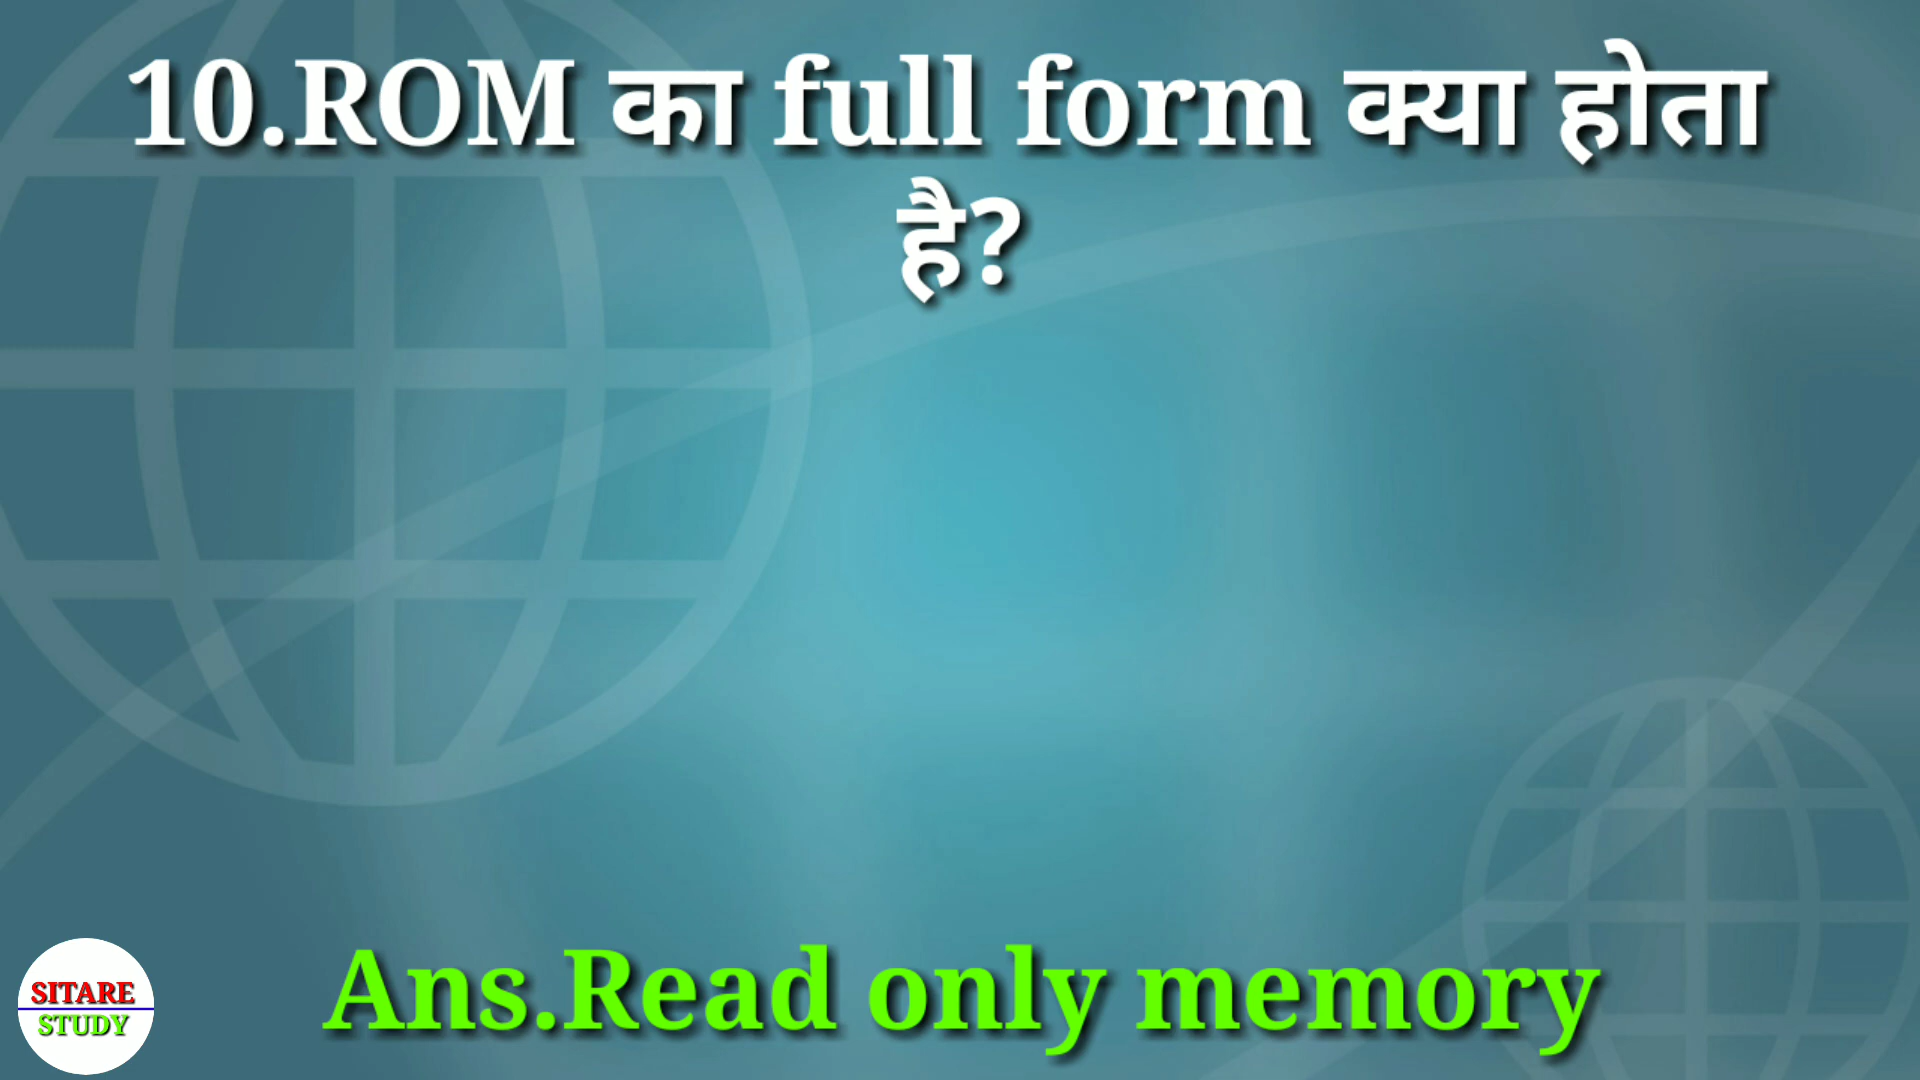 10.ROM का full form क्या होता
है?
Ans.Read only memory
SITARE
STUDY